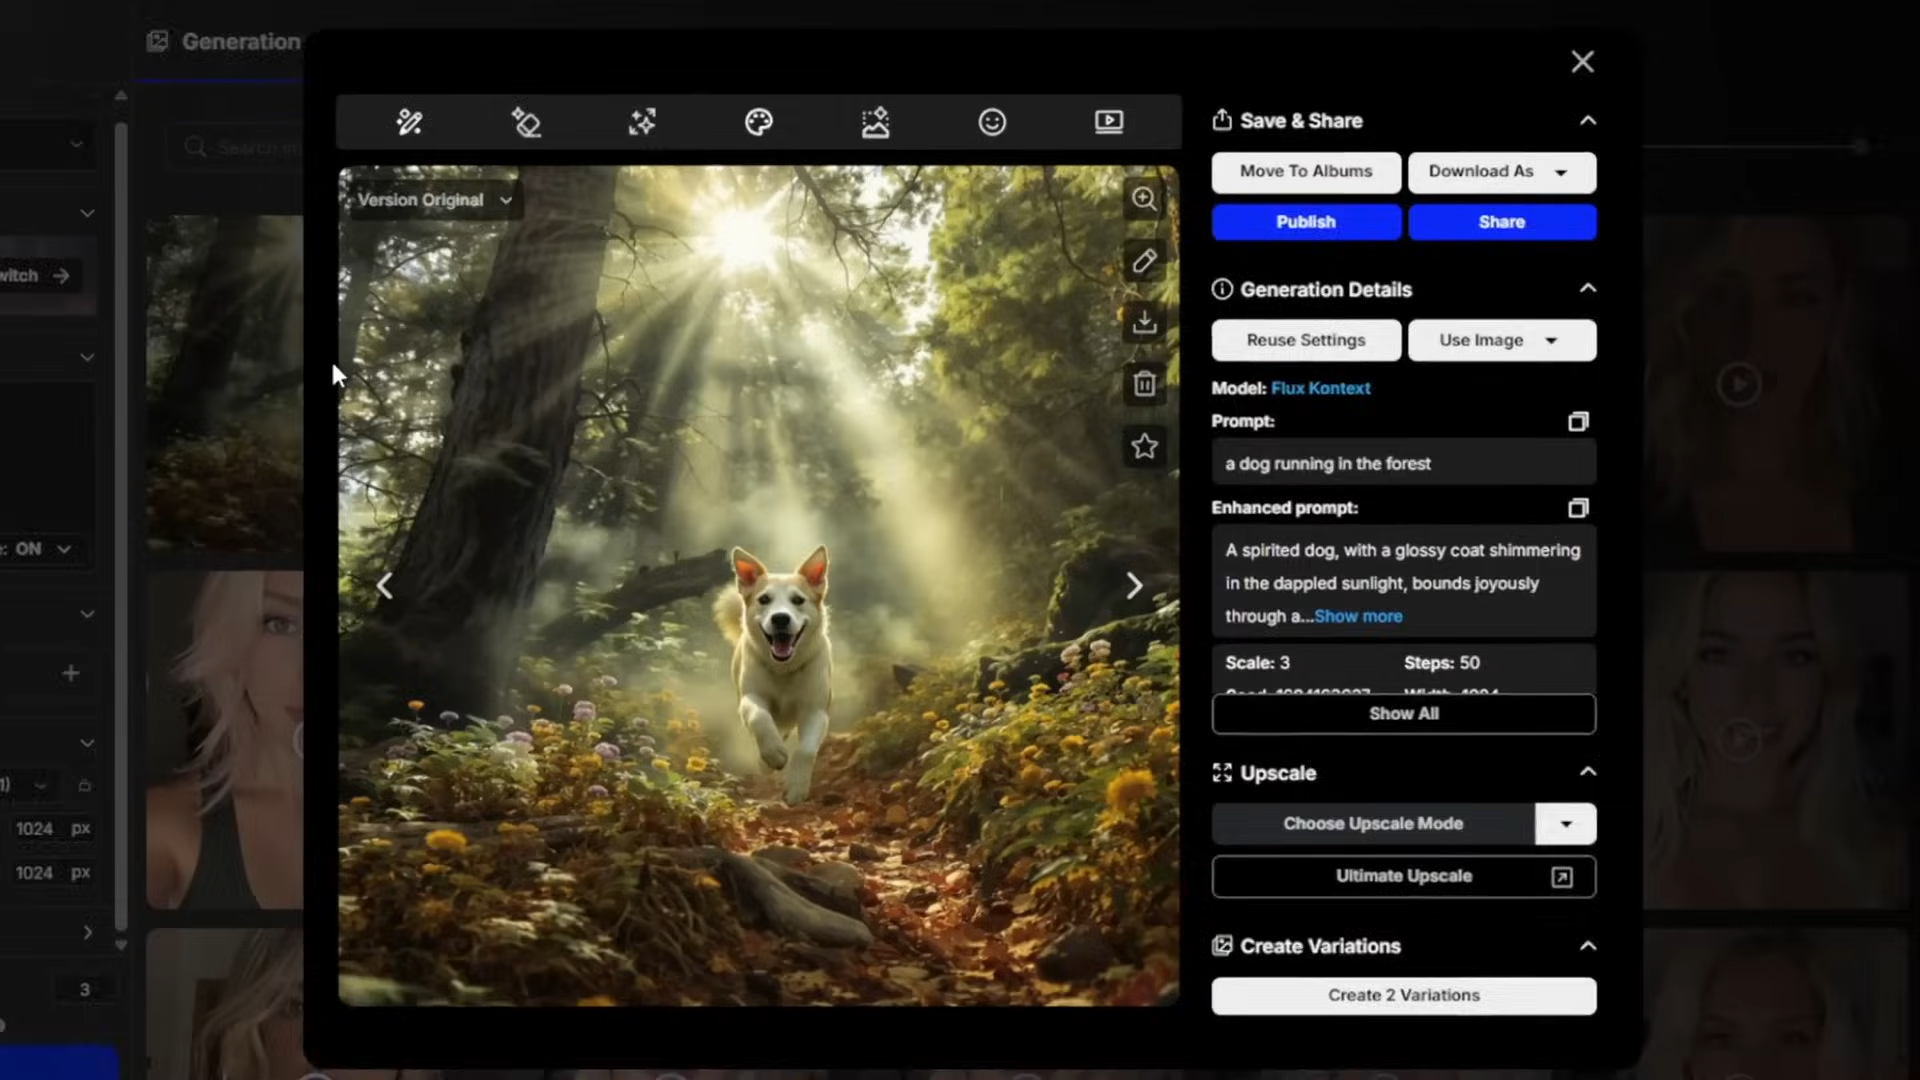 Generation
Search im
witch
: ON
1)
1024 px
1024 px
3
Version Original
Save & Share
Move To Albums
Download As
Publish
Share
Generation Details
Reuse Settings
Use Image
Model: Flux Kontext
Prompt:
a dog running in the forest
Enhanced prompt:
A spirited dog, with a glossy coat shimmering
in the dappled sunlight, bounds joyously
through a...Show more
Scale: 3
Steps: 50
Show All
Upscale
Choose Upscale Mode
Ultimate Upscale
Create Variations
Create 2 Variations